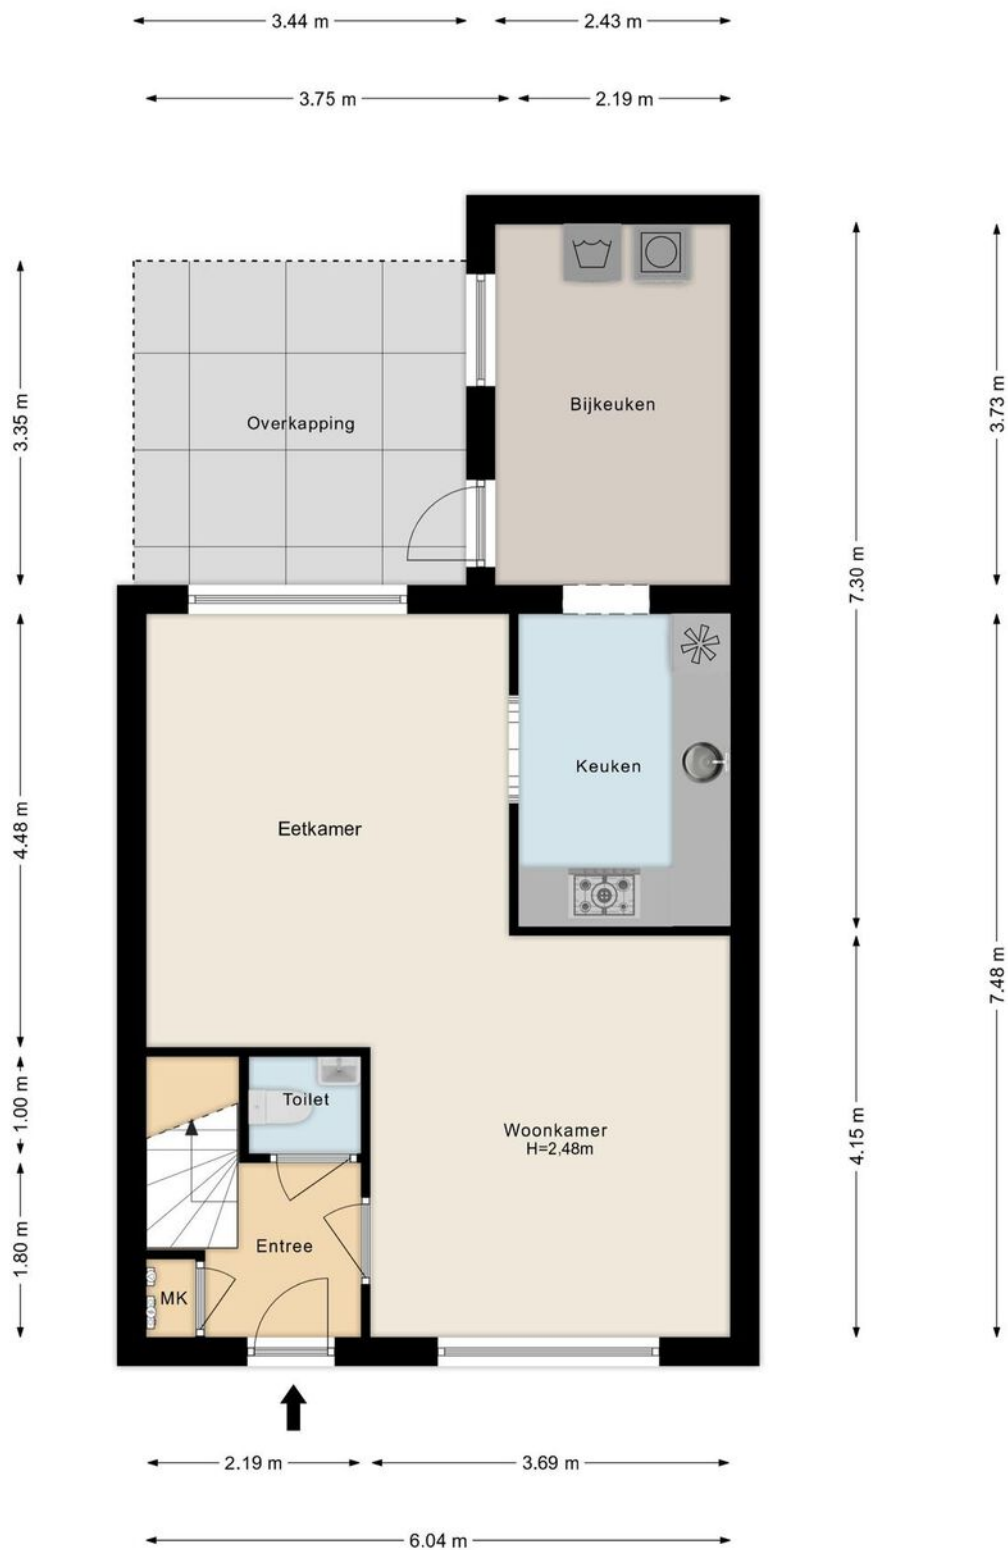 3.44 m
2.43 m
3.75 m
2.19 m
3.35 m
3.73 m
Bijkeuken
Overkapping
7.30 m
Keuken
4.48 m
Eetkamer
7.48 m
1.00 m
Toilet
Woonkamer
H=2,48m
4.15 m
1.80 m
Entree
MK
2.19 m
3.69 m
6.04 m